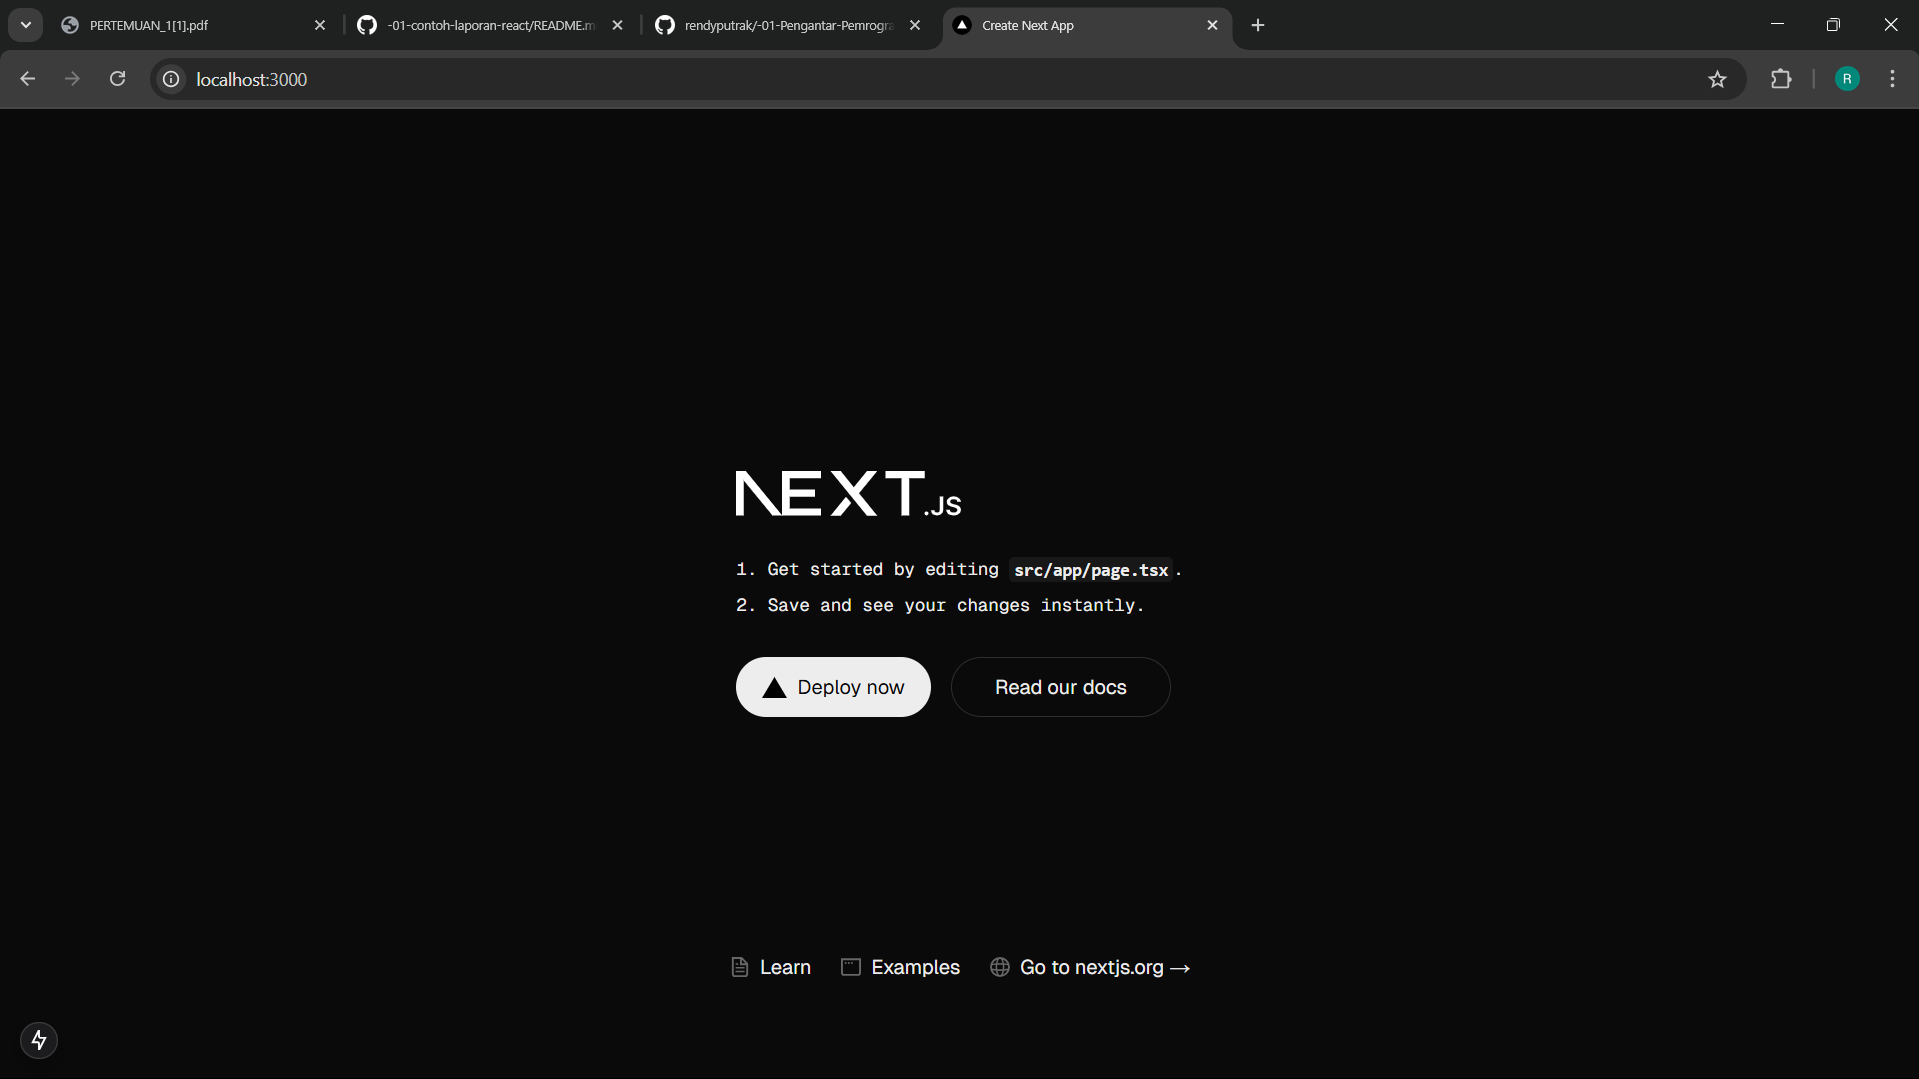 PERTEMUAN_1[1].pdf
-01-contoh-laporan-react/README.m
rendyputrak/-01-Pengantar-Pemrogra
Create Next App
localhost:3000
R
NEXT.JS
1. Get started by editing src/app/page.tsx.
2. Save and see your changes instantly.
Deploy now
Read our docs
Learn
Examples
Go to nextjs.org →